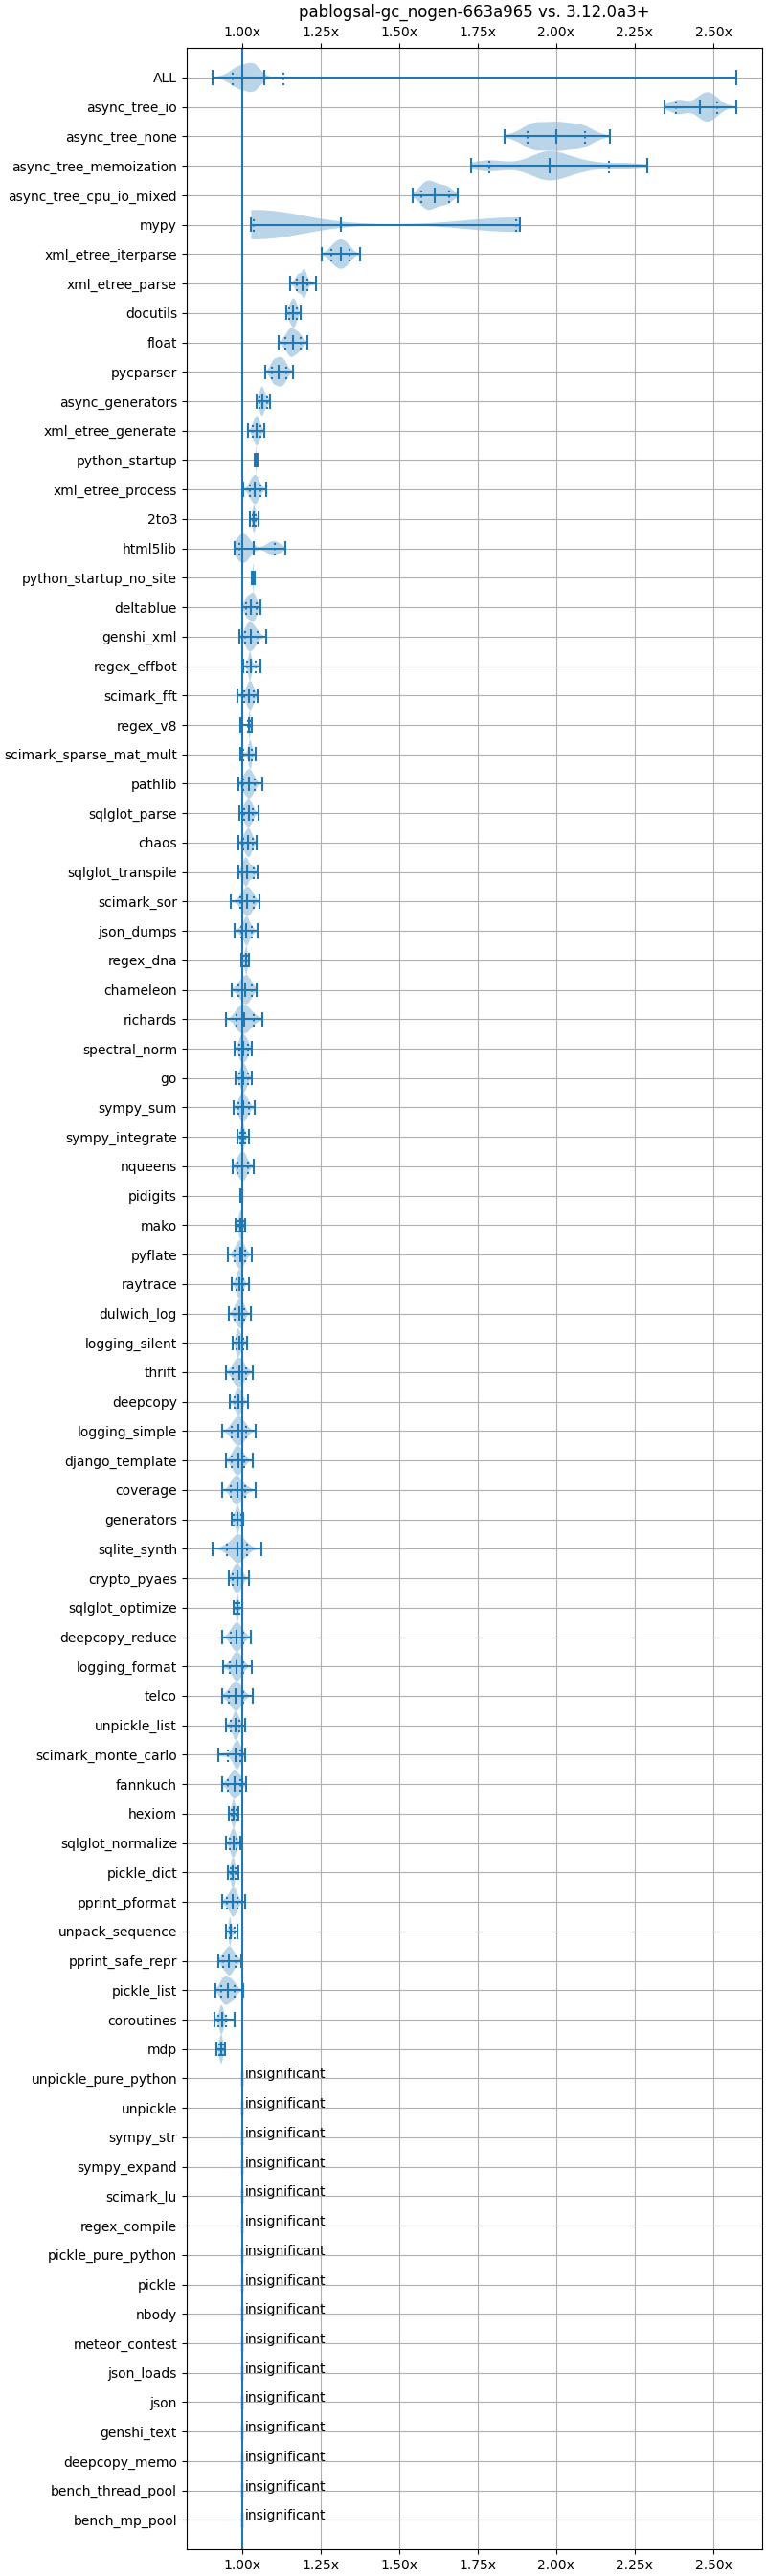 pablogsal-gc_nogen-663a965 vs. 3.12.0a3+
1.00x 1.25x 1.50x 1.75x 2.00x 2.25x 2.50x
ALL
async_tree_io
async_tree_none
async_tree_memoization
async_tree_cpu_io_mixed
mypy
xml_etree_iterparse
xml_etree_parse
docutils
float
pycparser
async_generators
xml_etree_generate
python_startup
xml_etree_process
2to3
html5lib
python_startup_no_site
deltablue
genshi_xml
regex_effbot
scimark_fft
regex_v8
scimark_sparse_mat_mult
pathlib
sqlglot_parse
chaos
sqlglot_transpile
scimark_sor
json_dumps
regex_dna
chameleon
richards
spectral_norm
go
sympy_sum
sympy_integrate
nqueens
pidigits
mako
pyflate
raytrace
dulwich_log
logging_silent
thrift
deepcopy
logging_simple
django_template
coverage
generators
sqlite_synth
crypto_pyaes
sqlglot_optimize
deepcopy_reduce
logging_format
telco
unpickle_list
scimark_monte_carlo
fannkuch
hexiom
sqlglot_normalize
pickle_dict
pprint_pformat
unpack_sequence
pprint_safe_repr
pickle_list
coroutines
mdp
unpickle_pure_python insignificant
unpickle insignificant
sympy_str insignificant
sympy_expand insignificant
scimark_lu insignificant
regex_compile insignificant
pickle_pure_python insignificant
pickle insignificant
nbody insignificant
meteor_contest insignificant
json_loads insignificant
json insignificant
genshi_text insignificant
deepcopy_memo insignificant
bench_thread_pool insignificant
bench_mp_pool insignificant
1.00x 1.25x 1.50x 1.75x 2.00x 2.25x 2.50x